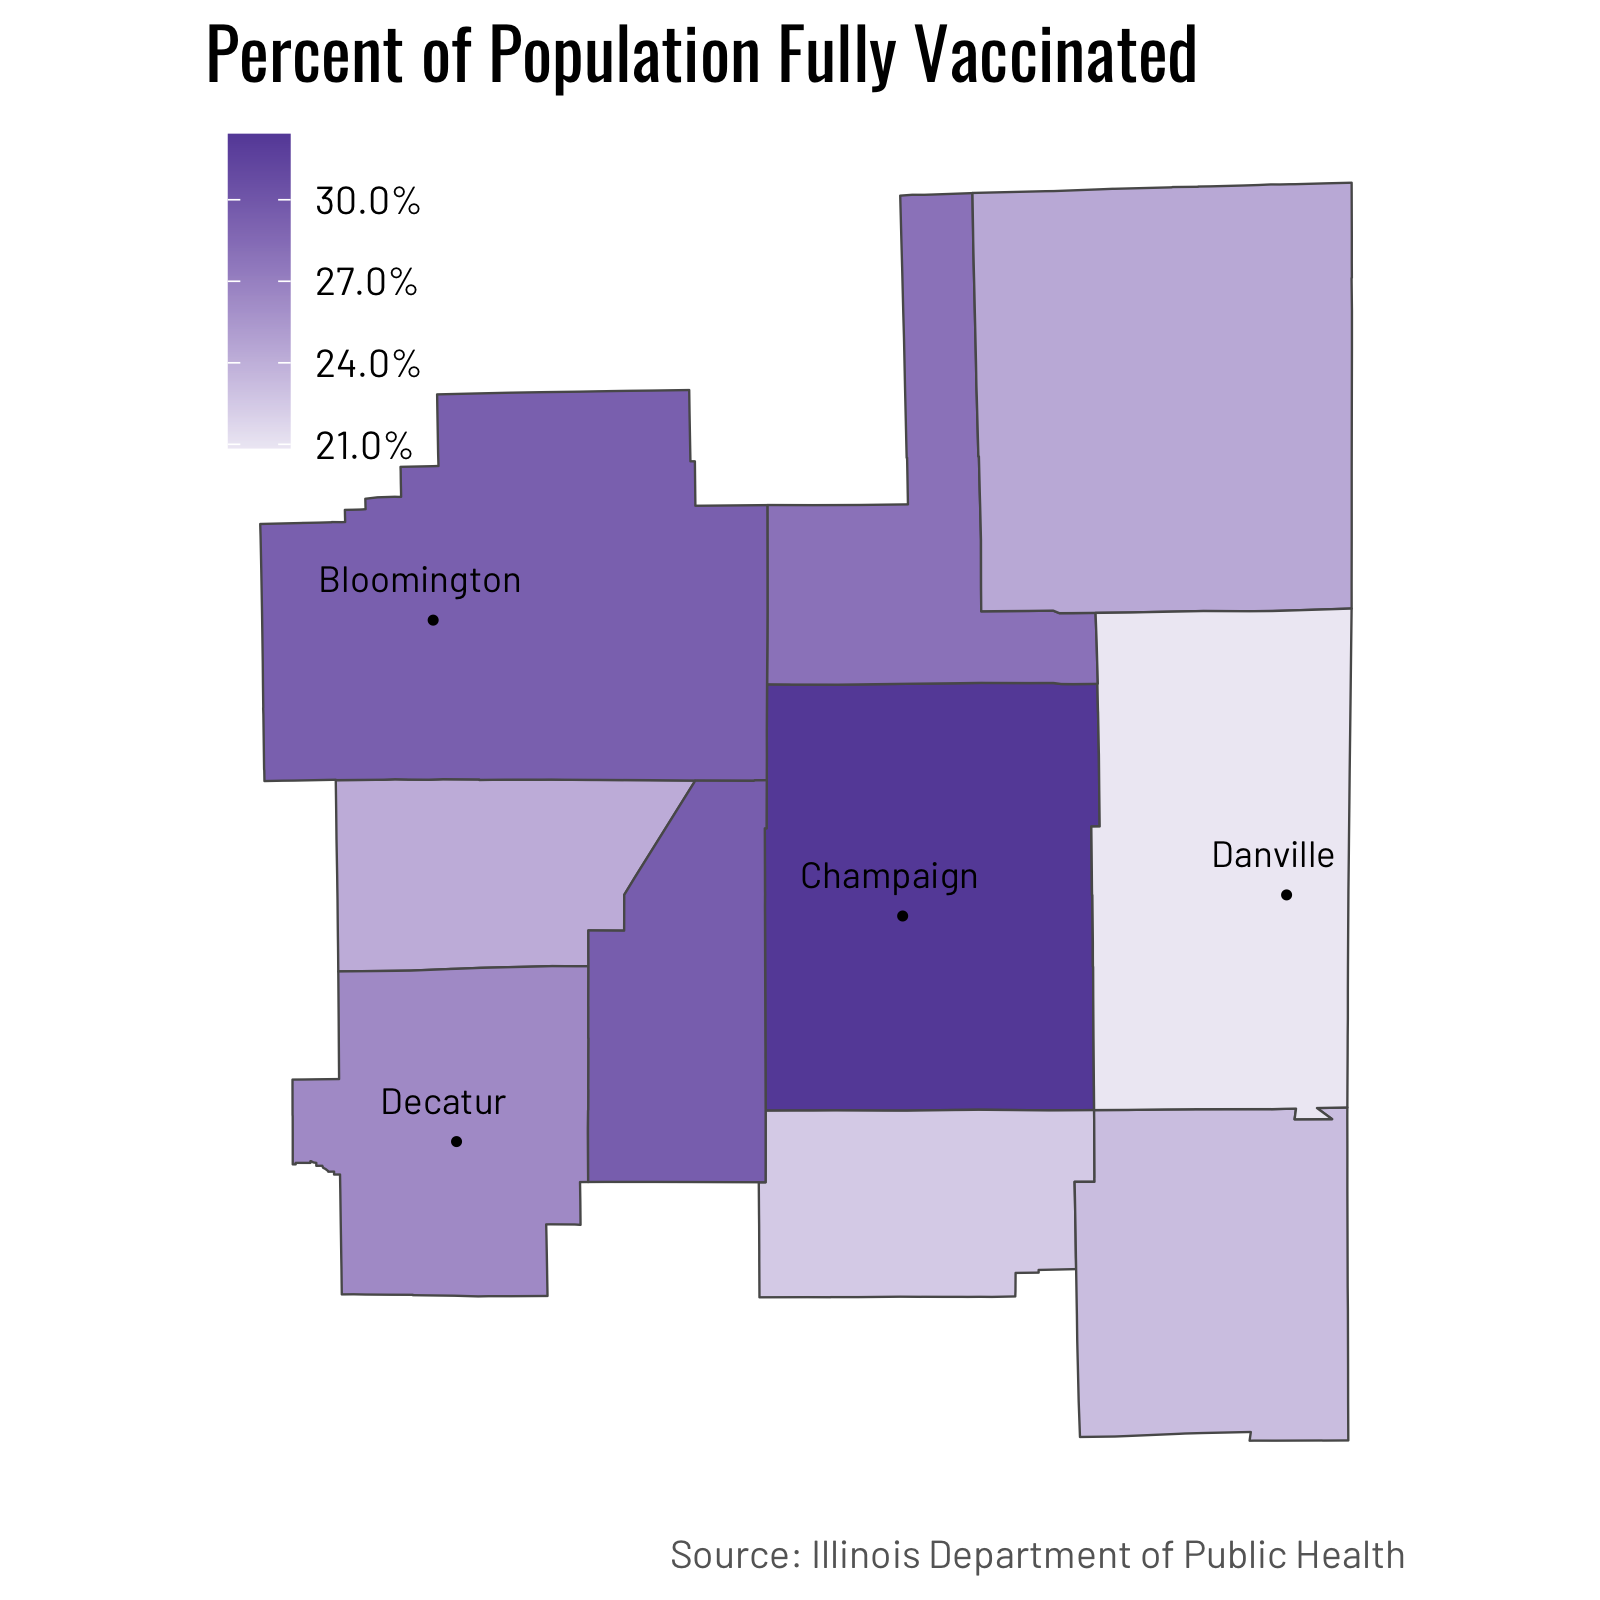 Percent of Population Fully Vaccinated
30.0%
27.0%
24.0%
21.0%
Bloomington
Danville
Champaign
Decatur
Source: Illinois Department of Public Health